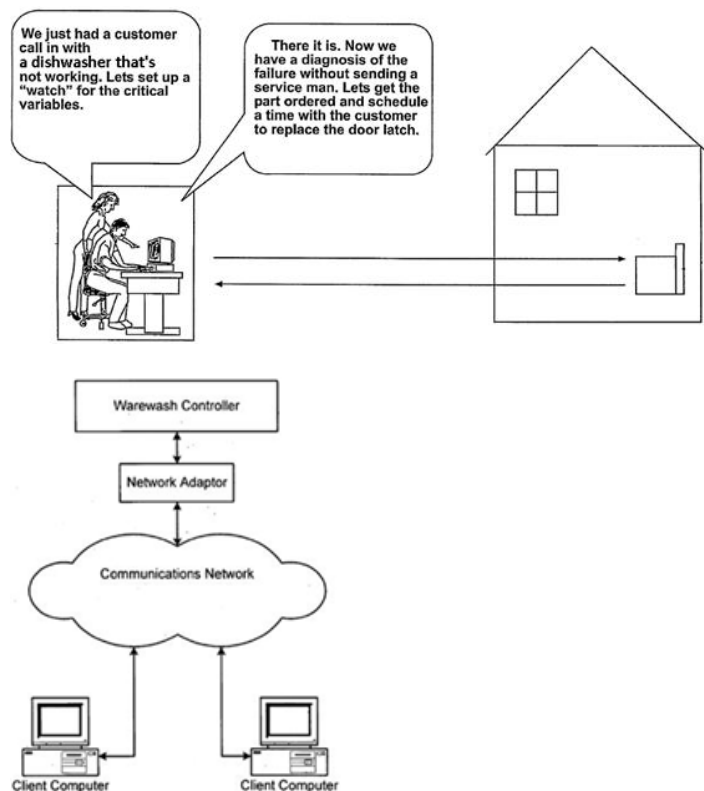 We just had a customer
call in with
a dishwasher that's
not working. Lets set up a
“watch” for the critical
variables.
There it is. Now we
have a diagnosis of the
failure without sending a
service man. Lets get the
part ordered and schedule
a time with the customer
to replace the door latch.
Warewash Controller
Network Adaptor
Communications Network
Client Computer
Client Computer